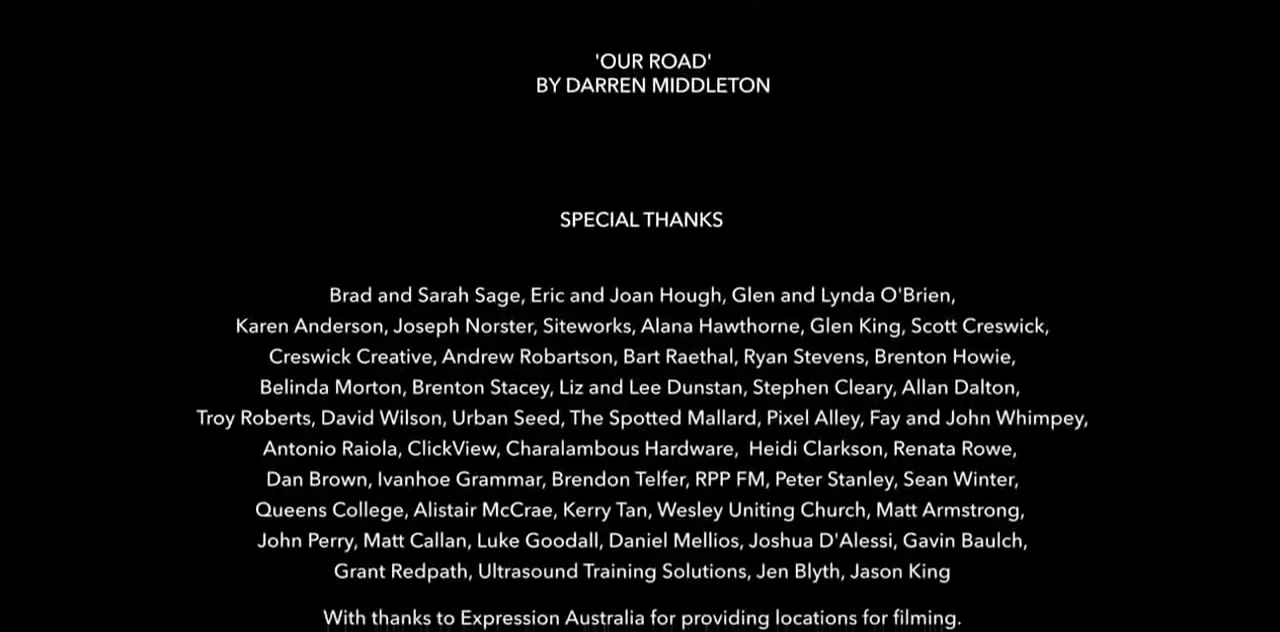 'OUR ROAD'
BY DARREN MIDDLETON
SPECIAL THANKS
Brad and Sarah Sage, Eric and Joan Hough, Glen and Lynda O'Brien,
Karen Anderson, Joseph Norster, Siteworks, Alana Hawthorne, Glen King, Scott Creswick,
Creswick Creative, Andrew Robartson, Bart Raethal, Ryan Stevens, Brenton Howie,
Belinda Morton, Brenton Stacey, Liz and Lee Dunstan, Stephen Cleary, Allan Dalton,
Troy Roberts, David Wilson, Urban Seed, The Spotted Mallard, Pixel Alley, Fay and John Whimpey,
Antonio Raiola, ClickView, Charalambous Hardware, Heidi Clarkson, Renata Rowe,
Dan Brown, Ivanhoe Grammar, Brendon Telfer, RPP FM, Peter Stanley, Sean Winter,
Queens College, Alistair McCrae, Kerry Tan, Wesley Uniting Church, Matt Armstrong,
John Perry, Matt Callan, Luke Goodall, Daniel Mellios, Joshua D'Alessi, Gavin Baulch,
Grant Redpath, Ultrasound Training Solutions, Jen Blyth, Jason King
With thanks to Expression Australia for providing locations for filming.